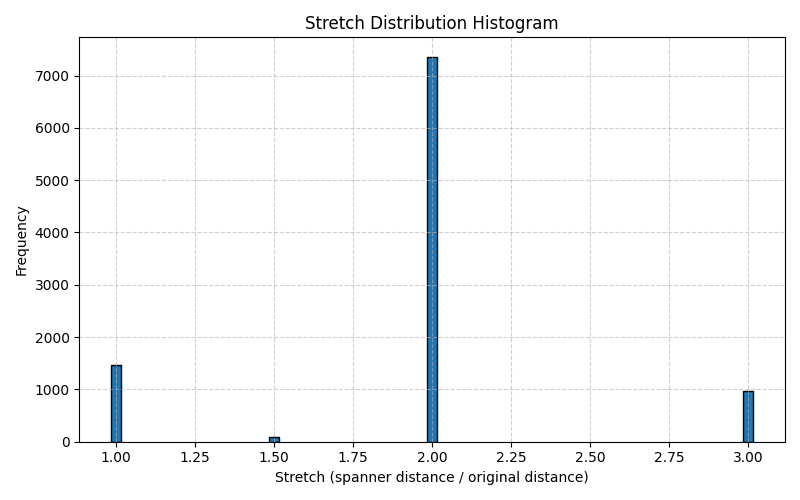 Stretch Distribution Histogram
Frequency
7000
6000
5000
4000
3000
2000
1000
0
1.00 1.25 1.50 1.75 2.00 2.25 2.50 2.75 3.00
Stretch (spanner distance / original distance)